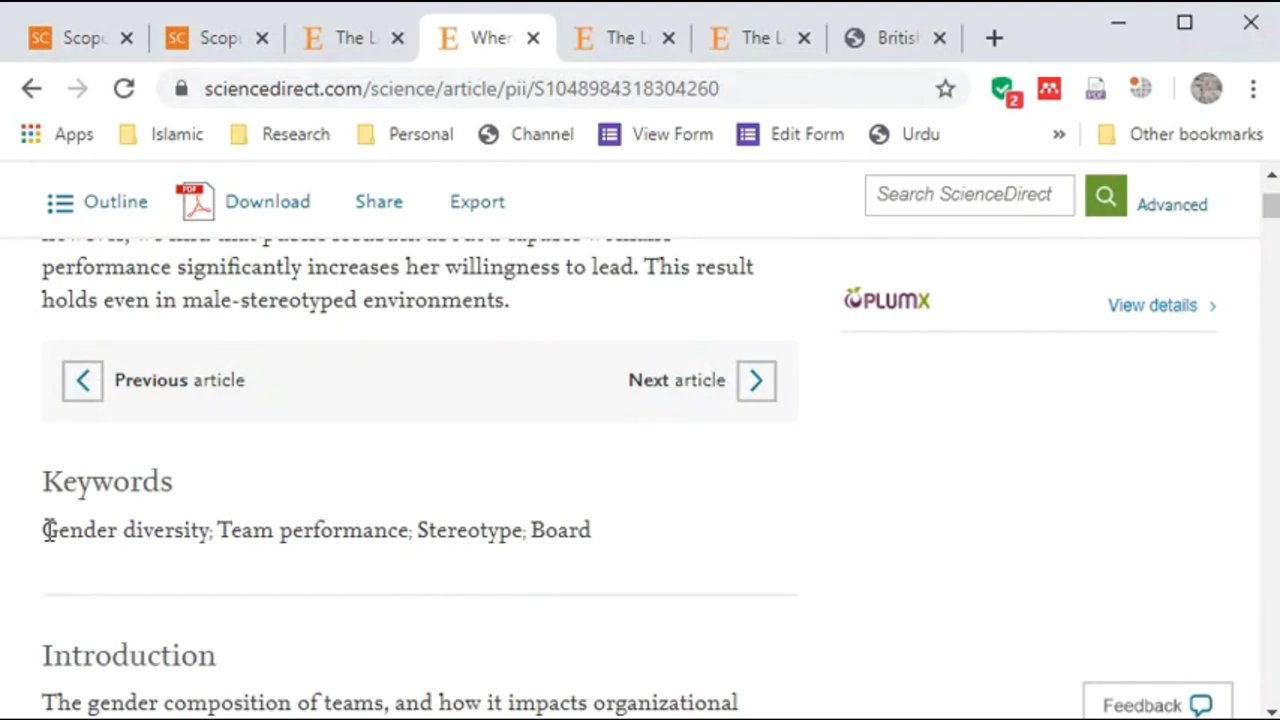 Scopu
Scopu
The L
Wher
The L
The L
British
sciencedirect.com/science/article/pii/S1048984318304260
2
PDF
Apps
Islamic
Research
Personal
Channel
View Form
Edit Form
Urdu
»
Other bookmarks
Outline
PDF
Download
Share
Export
Search ScienceDirect
Advanced
performance significantly increases her willingness to lead. This result
holds even in male-stereotyped environments.
PLUMX
View details
Previous article
Next article
Keywords
Gender diversity; Team performance; Stereotype; Board
Introduction
The gender composition of teams, and how it impacts organizational
Feedback